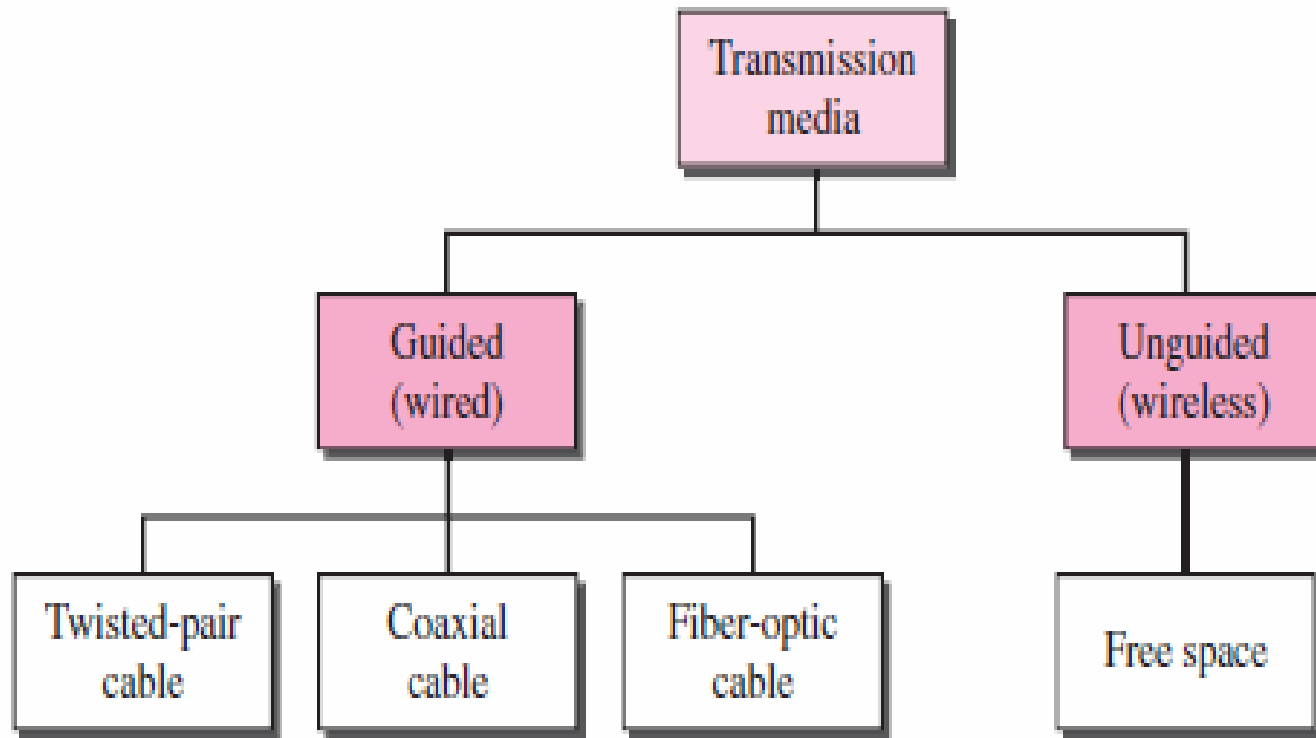 Transmission
media
Guided
(wired)
Unguided
(wireless)
Twisted-pair
cable
Coaxial
cable
Fiber-optic
cable
Free space